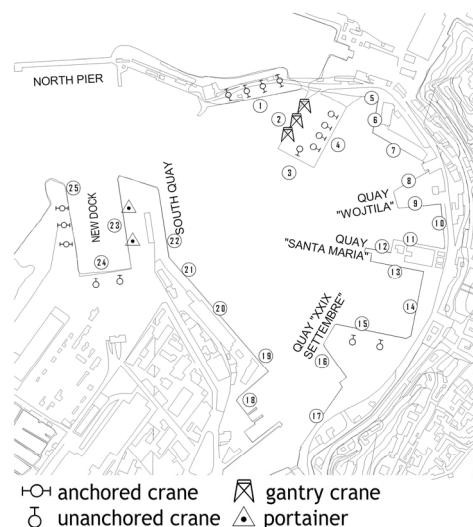 NORTH PIER
1
2
3
4
5
6
7
8
QUAY
"WOJTILA"
9
10
QUAY
"SANTA MARIA"
11
12
13
14
QUAY "XXIX
SETTEMBRE"
15
16
17
18
19
20
21
22
SOUTH QUAY
23
NEW DOCK
24
25
anchored crane
gantry crane
unanchored crane
portainer